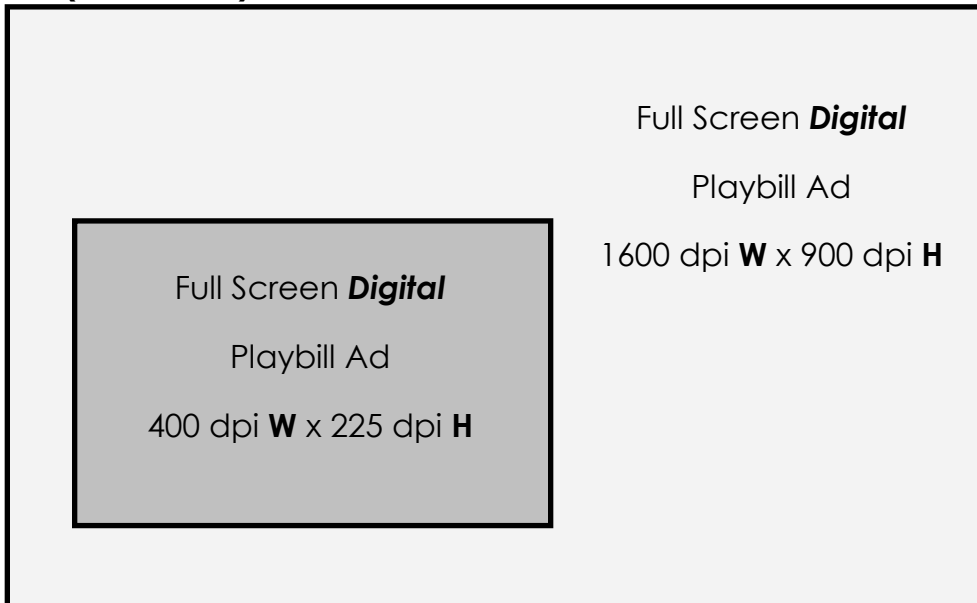 Full Screen Digital
Playbill Ad
1600 dpi W x 900 dpi H
Full Screen Digital
Playbill Ad
400 dpi W x 225 dpi H